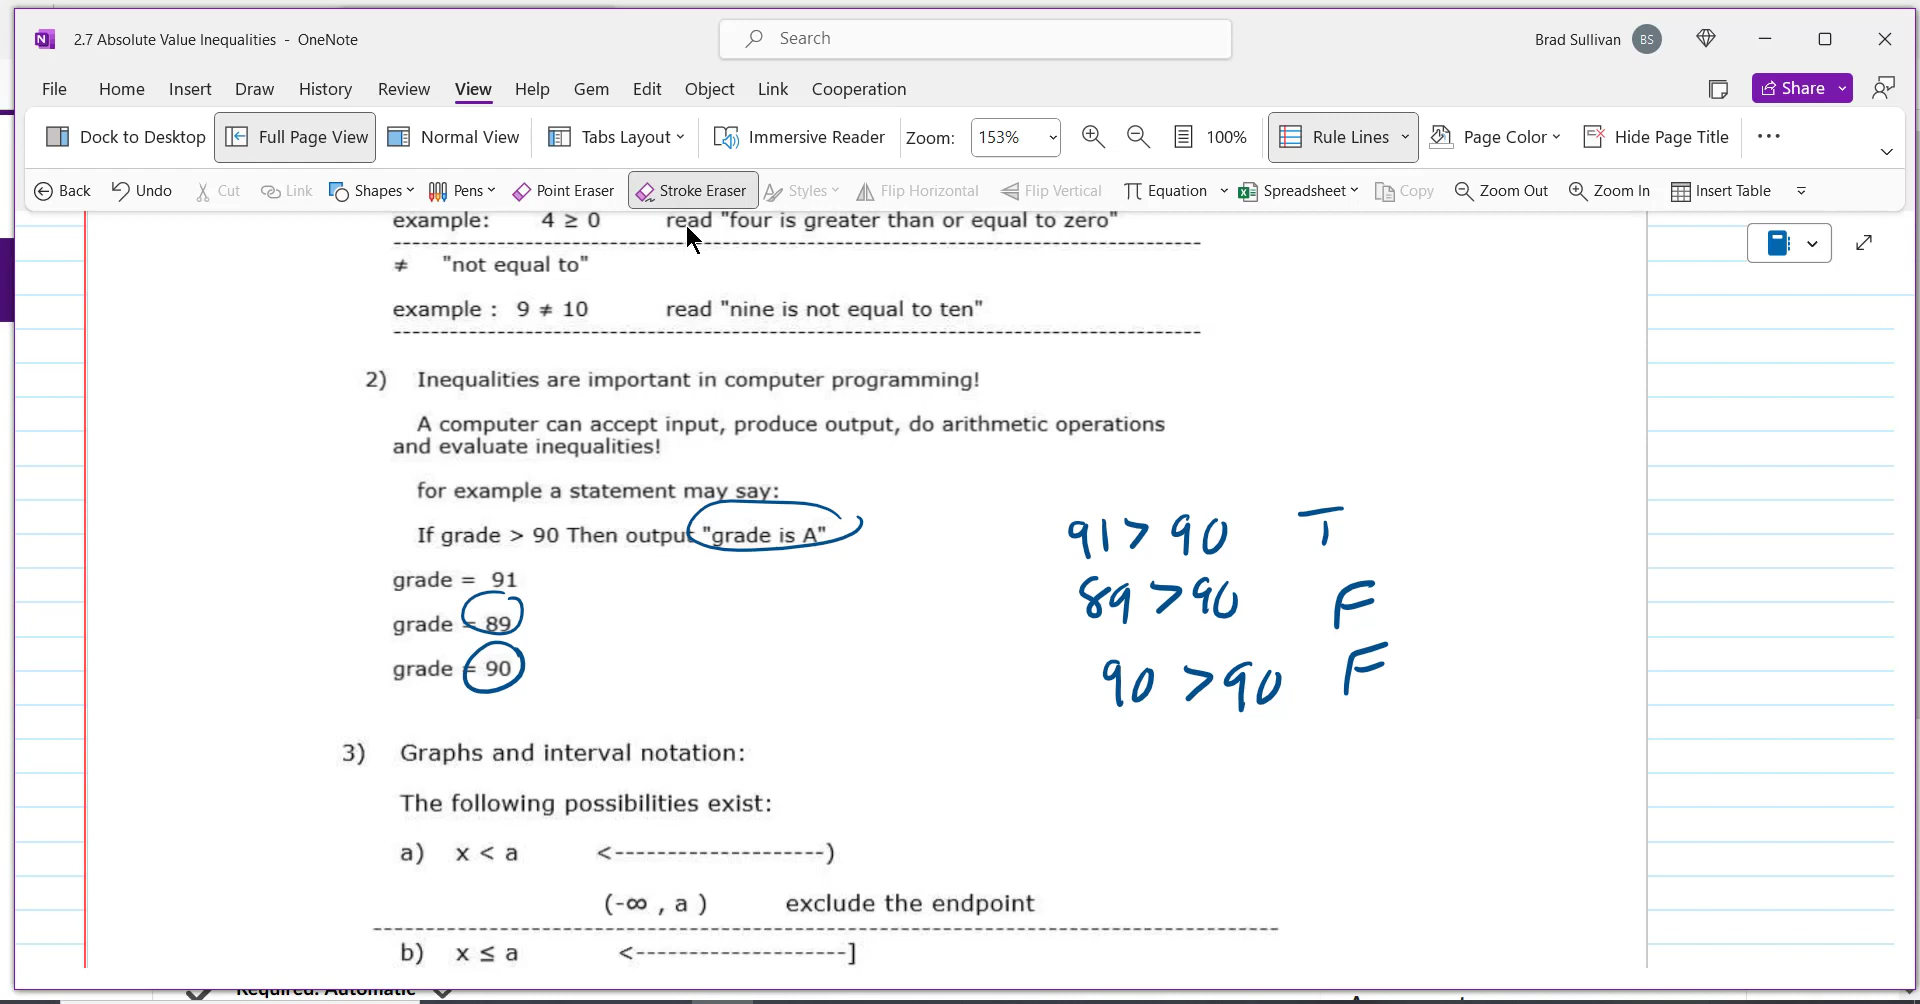 2.7 Absolute Value Inequalities - OneNote
Search
Brad Sullivan BS
File Home Insert Draw History Review View Help Gem Edit Object Link Cooperation
Share
Dock to Desktop Full Page View Normal View Tabs Layout Immersive Reader Zoom: 153% 100% Rule Lines Page Color Hide Page Title
Back Undo Cut Link Shapes Pens Point Eraser Stroke Eraser Styles Flip Horizontal Flip Vertical Equation Spreadsheet Copy Zoom Out Zoom In Insert Table
example: 4 ≥ 0 read "four is greater than or equal to zero"
≠ "not equal to"
example : 9 ≠ 10 read "nine is not equal to ten"
2) Inequalities are important in computer programming!
A computer can accept input, produce output, do arithmetic operations
and evaluate inequalities!
for example a statement may say:
If grade > 90 Then output "grade is A"
91 > 90 T
grade = 91
89 > 90 F
grade = 89
grade = 90
90 > 90 F
3) Graphs and interval notation:
The following possibilities exist:
a) x < a <--------------------)
(-∞ , a ) exclude the endpoint
b) x ≤ a <--------------------]
Required: Automatic